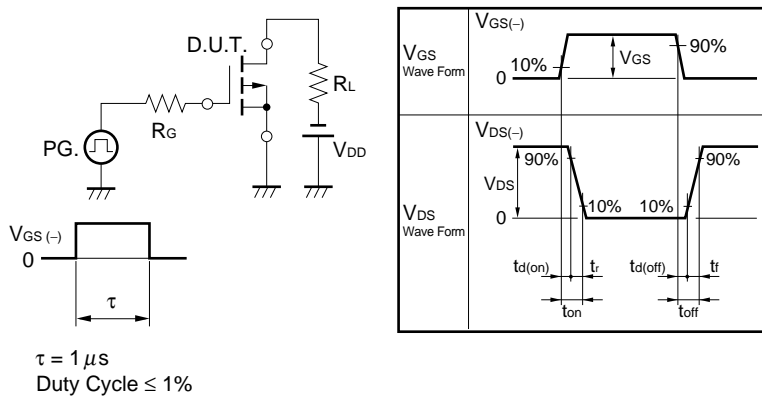 D.U.T.
RL
RG
PG.
VDD
VGS (−)
0
τ
τ = 1 μs
Duty Cycle ≤ 1%
VGS
Wave Form
VGS(−)
10%
VGS
90%
0
VDS
Wave Form
VDS(−)
90%
90%
VDS
10%
10%
0
td(on)
tr
td(off)
tf
ton
toff